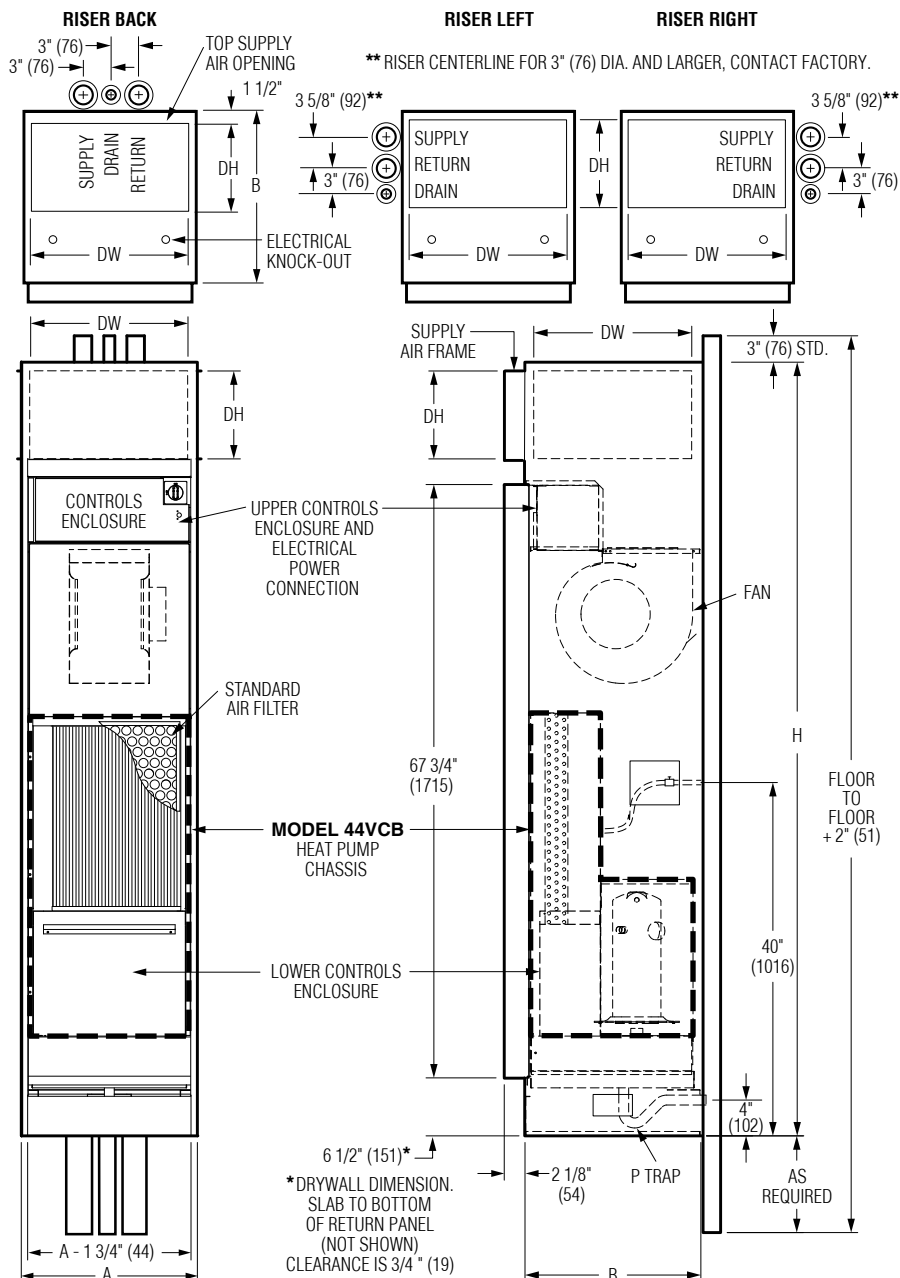 RISER BACK
RISER LEFT
RISER RIGHT
3" (76)
3" (76)
TOP SUPPLY
AIR OPENING
1 1/2"
** RISER CENTERLINE FOR 3" (76) DIA. AND LARGER, CONTACT FACTORY.
SUPPLY
DRAIN
RETURN
DH
B
DW
ELECTRICAL
KNOCK-OUT
3 5/8" (92)**
SUPPLY
RETURN
DRAIN
3" (76)
DH
DW
3 5/8" (92)**
SUPPLY
RETURN
DRAIN
3" (76)
DH
DW
DW
DH
CONTROLS
ENCLOSURE
SUPPLY
AIR FRAME
DW
DH
3" (76) STD.
UPPER CONTROLS
ENCLOSURE AND
ELECTRICAL
POWER
CONNECTION
FAN
STANDARD
AIR FILTER
67 3/4"
(1715)
H
FLOOR
TO
FLOOR
+ 2" (51)
MODEL 44VCB
HEAT PUMP
CHASSIS
40"
(1016)
LOWER CONTROLS
ENCLOSURE
4"
(102)
6 1/2" (151)*
*DRYWALL DIMENSION.
SLAB TO BOTTOM
OF RETURN PANEL
(NOT SHOWN)
CLEARANCE IS 3/4 " (19)
2 1/8"
(54)
P TRAP
AS
REQUIRED
A - 1 3/4" (44)
A
B